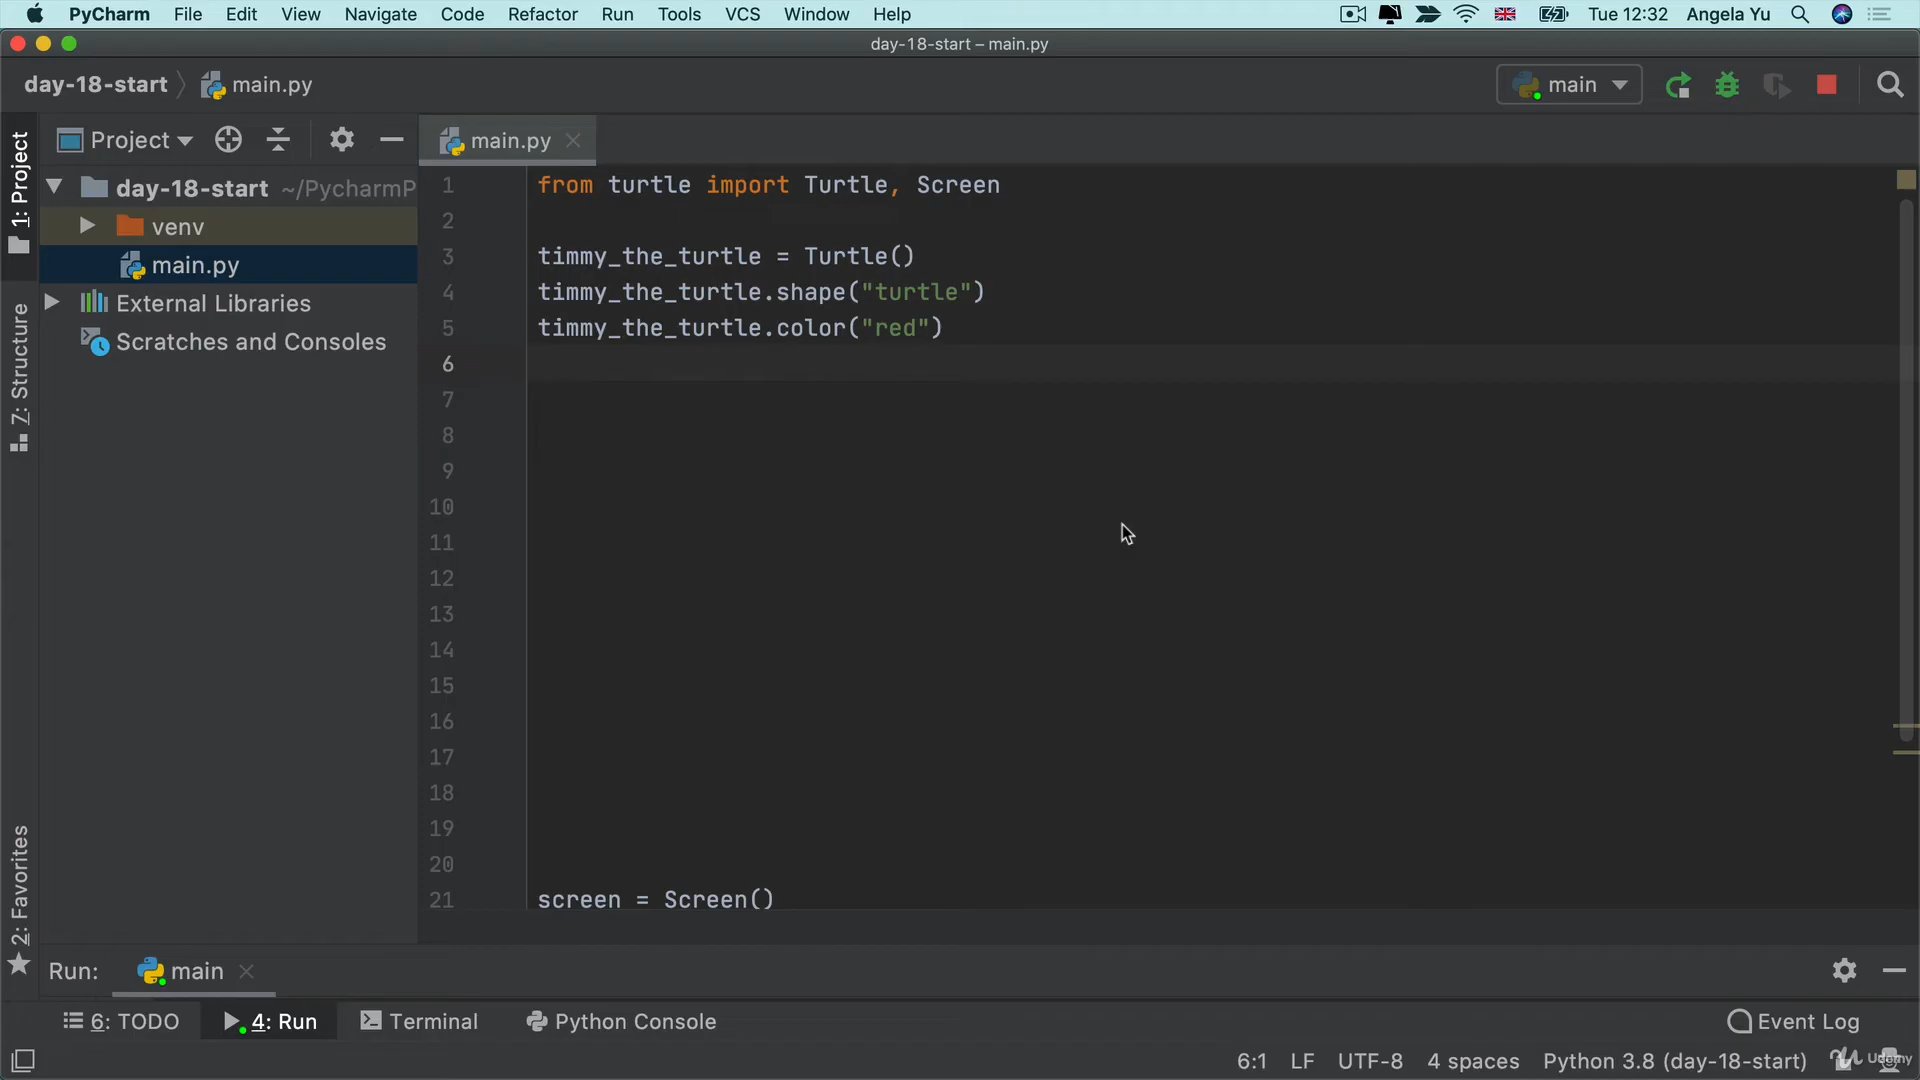 PyCharm File Edit View Navigate Code Refactor Run Tools VCS Window Help Tue 12:32 Angela Yu
day-18-start – main.py
day-18-start main.py main
1: Project
Project
main.py
day-18-start ~/PycharmP
venv
main.py
External Libraries
Scratches and Consoles
7: Structure
2: Favorites
1 from turtle import Turtle, Screen
2
3 timmy_the_turtle = Turtle()
4 timmy_the_turtle.shape("turtle")
5 timmy_the_turtle.color("red")
6
7
8
9
10
11
12
13
14
15
16
17
18
19
20
21 screen = Screen()
Run: main
6: TODO 4: Run Terminal Python Console Event Log
6:1 LF UTF-8 4 spaces Python 3.8 (day-18-start)
Udemy